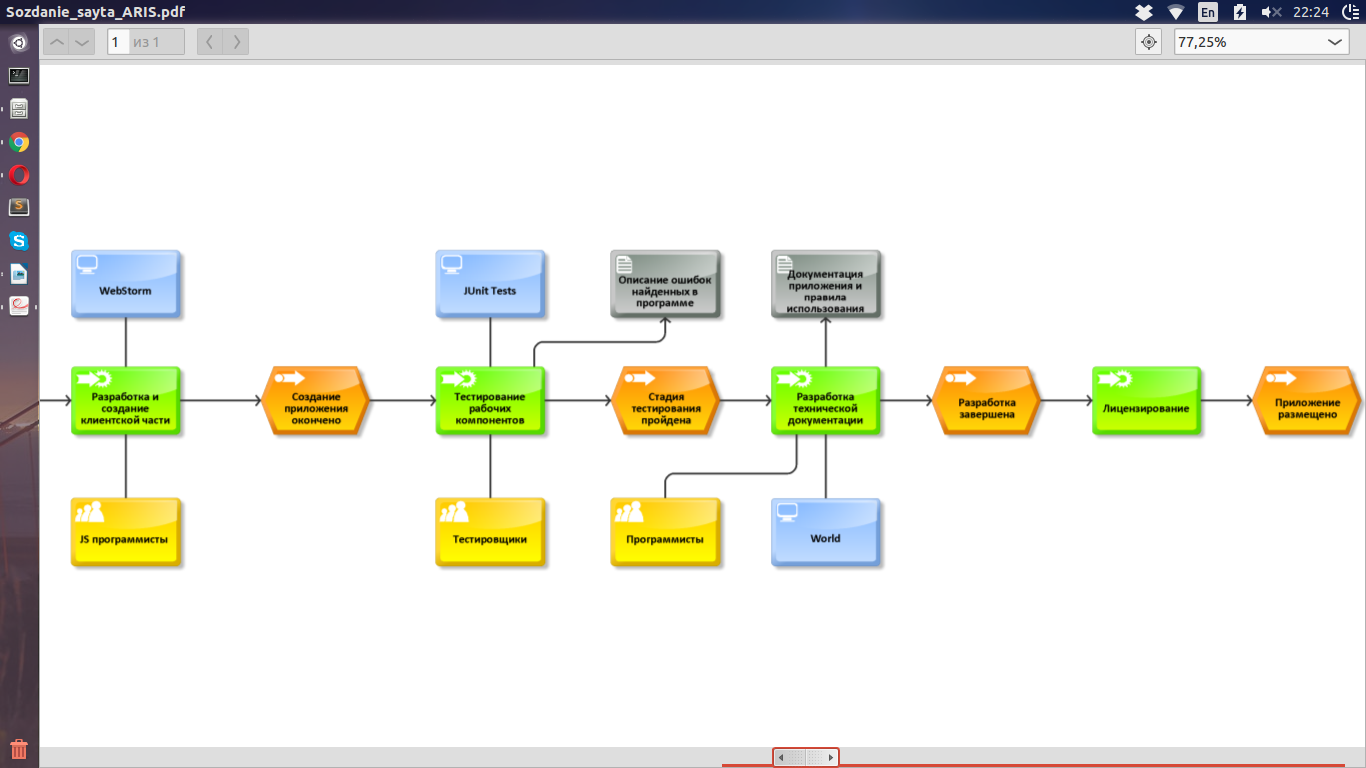 Sozdanie_sayta_ARIS.pdf
En
22:24
1 из 1
77,25%
WebStorm
JUnit Tests
Описание ошибок
найденных в
программе
Документация
приложения и
правила
использования
Разработка и
создание
клиентской части
Создание
приложения
окончено
Тестирование
рабочих
компонентов
Стадия
тестирования
пройдена
Разработка
технической
документации
Разработка
завершена
Лицензирование
Приложение
размещено
JS программисты
Тестировщики
Программисты
World